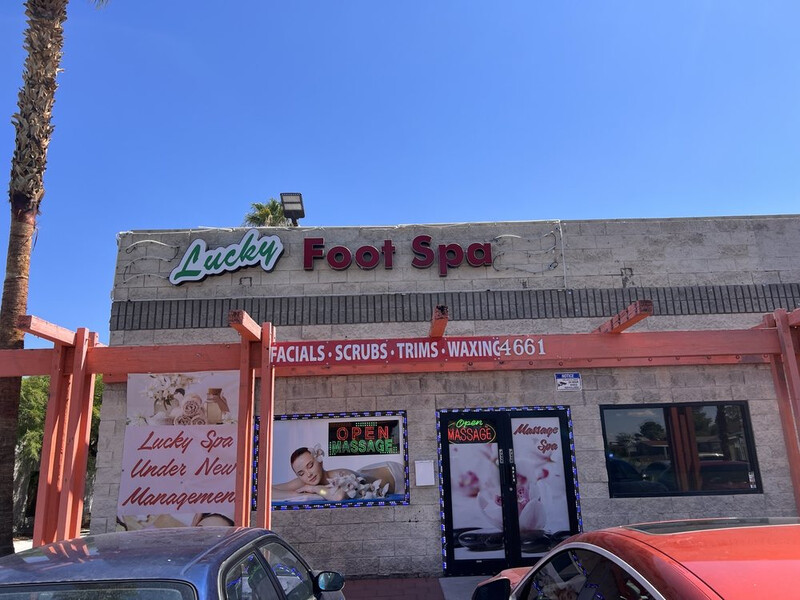 Lucky Foot Spa
FACIALS · SCRUBS · TRIMS · WAXING
4661
Lucky Spa
Under New
Management
OPEN
MASSAGE
Open
MASSAGE
Massage
Spa
NOTICE